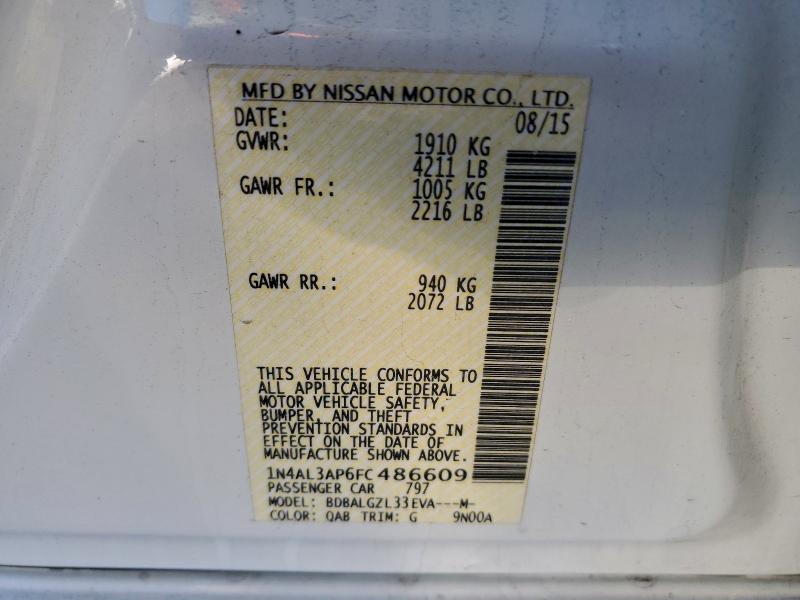 MFD BY NISSAN MOTOR CO., LTD.
DATE: 08/15
GVWR: 1910 KG
4211 LB
GAWR FR.: 1005 KG
2216 LB
GAWR RR.: 940 KG
2072 LB
THIS VEHICLE CONFORMS TO
ALL APPLICABLE FEDERAL
MOTOR VEHICLE SAFETY,
BUMPER, AND THEFT
PREVENTION STANDARDS IN
EFFECT ON THE DATE OF
MANUFACTURE SHOWN ABOVE.
1N4AL3AP6FC486609
PASSENGER CAR 797
MODEL: BDBALGZL33EVA---M-
COLOR: QAB TRIM: G 9N00A